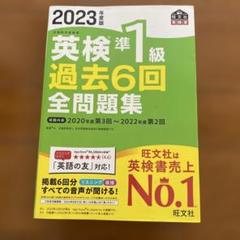 2023年度版
英検準1級
過去6回
全問題集
2020年度第3回～2022年度第2回
「英語の友」対応!
掲載6回分
すべての音声が聞ける!
旺文社は
英検書売上
No.1
旺文社